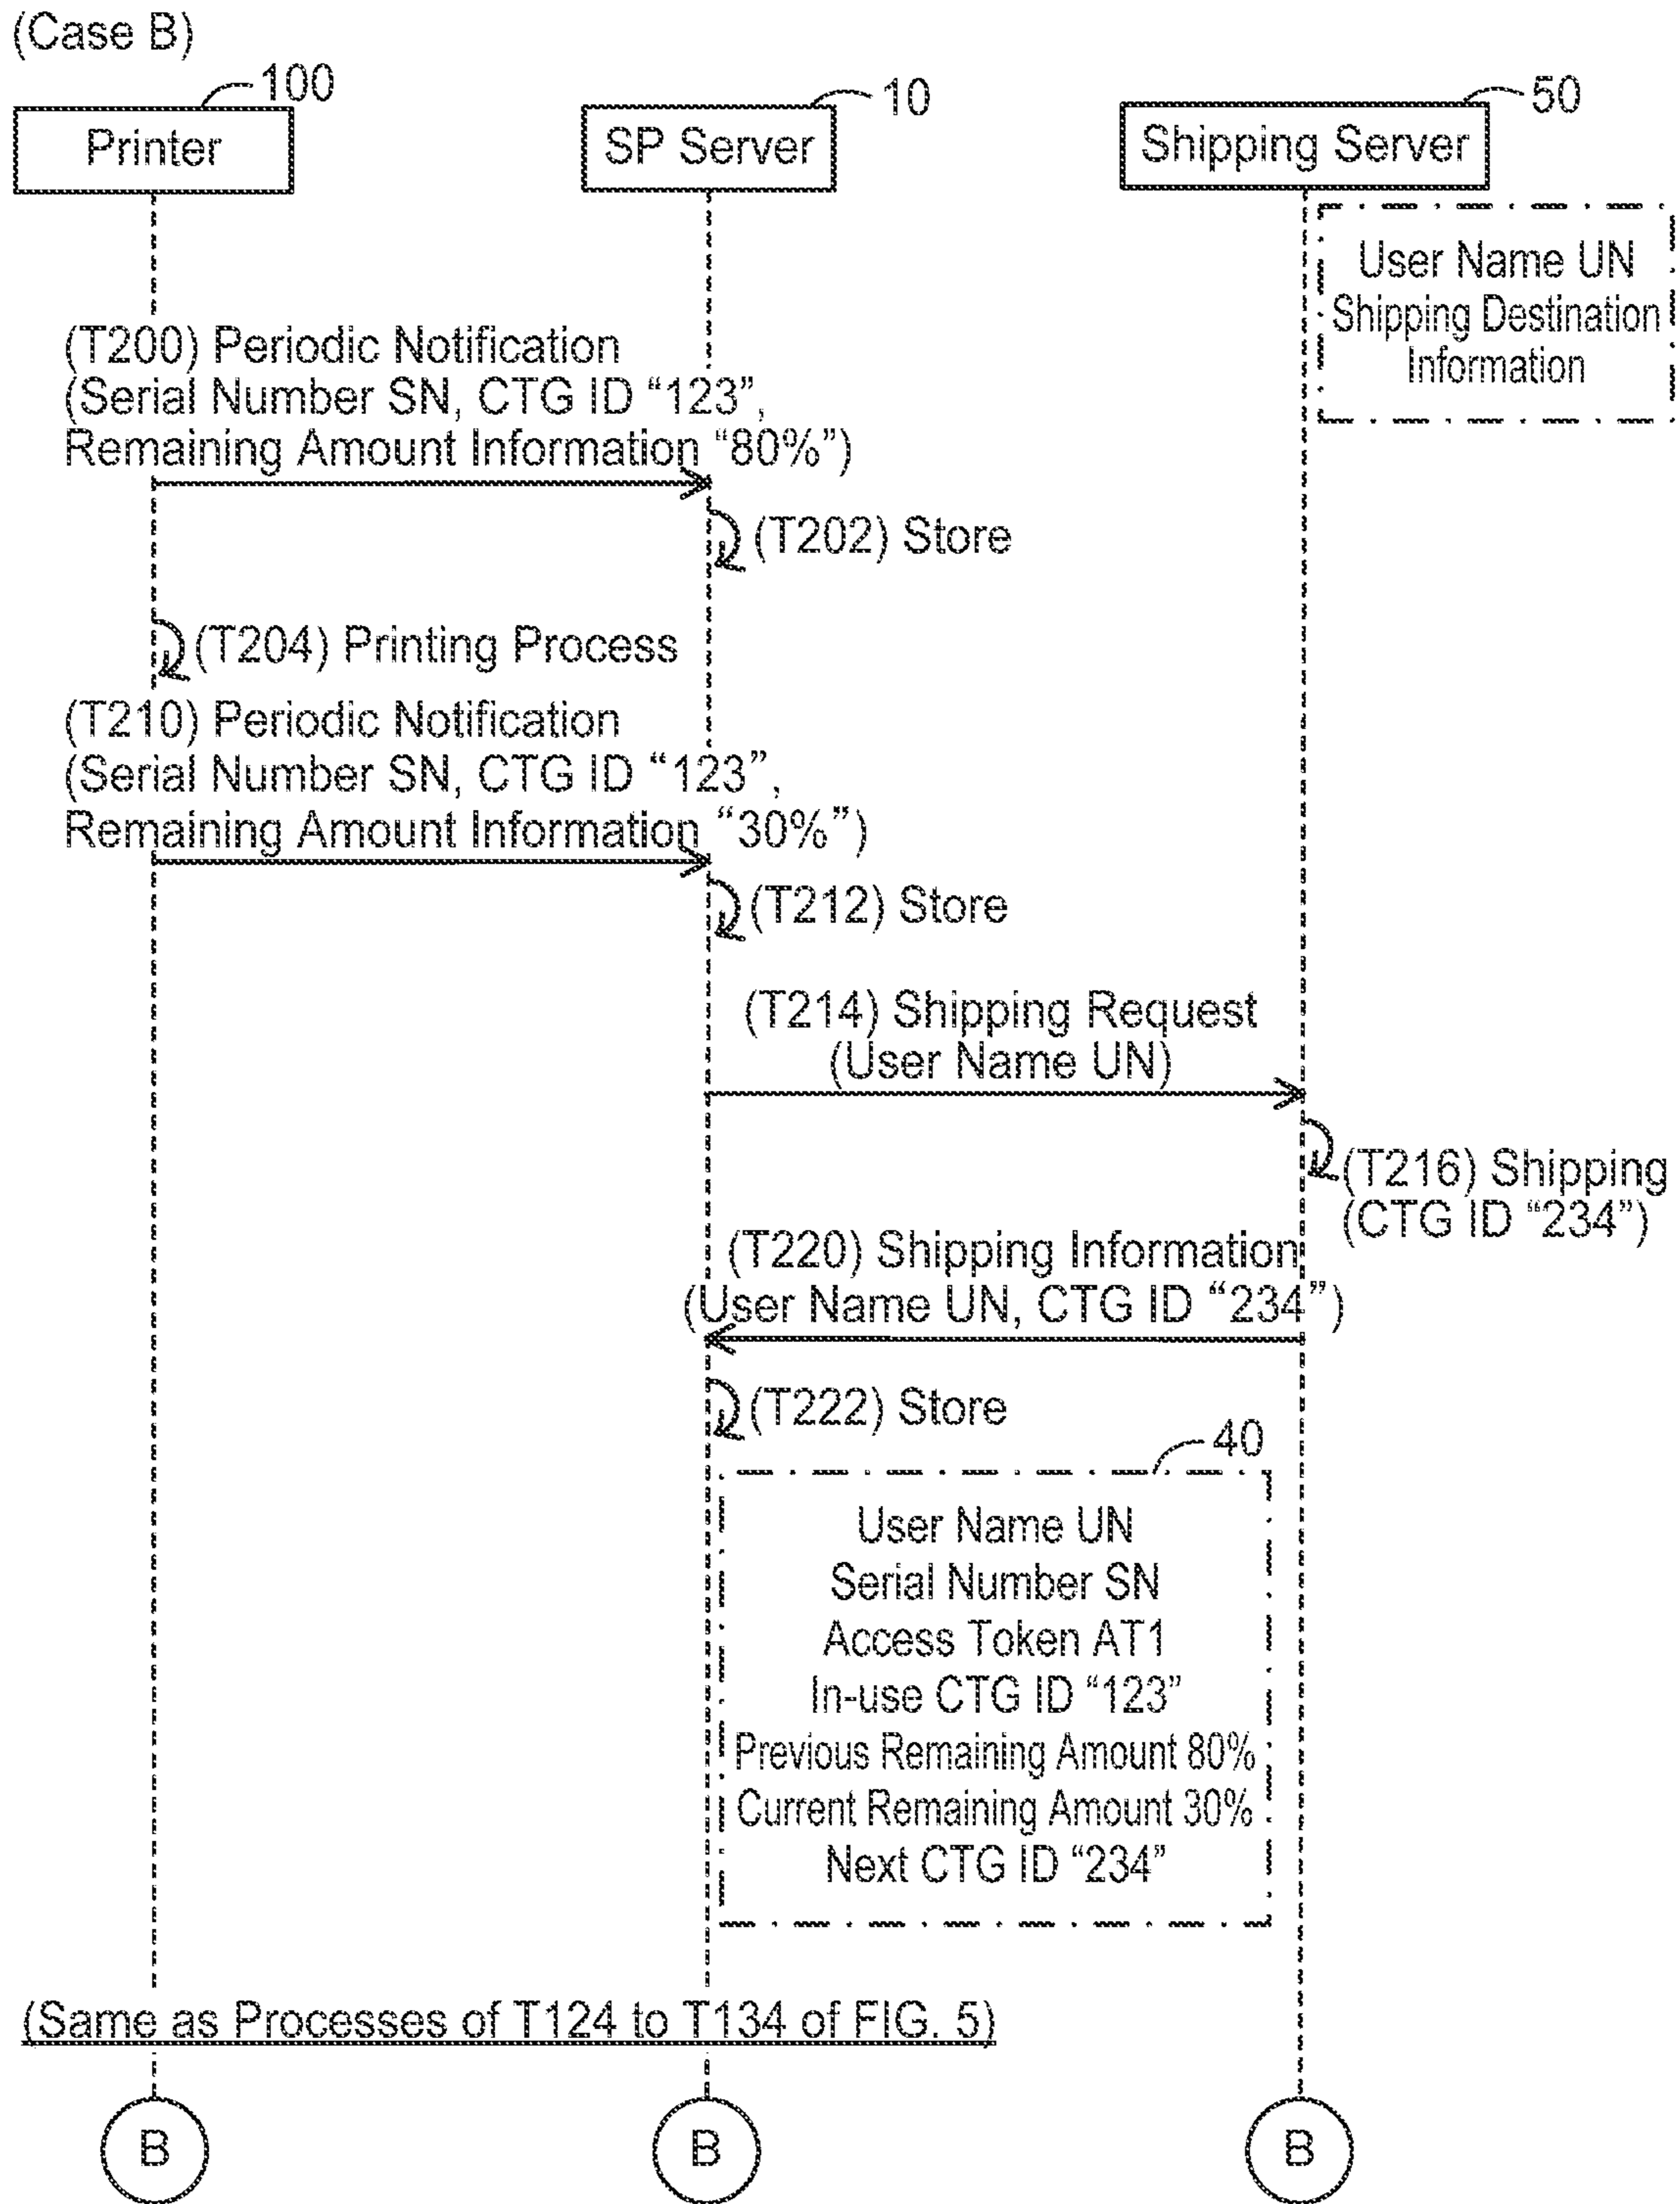 (Case B)
100
10
50
Printer
SP Server
Shipping Server
User Name UN
Shipping Destination
Information
(T200) Periodic Notification
(Serial Number SN, CTG ID “123”,
Remaining Amount Information “80%”)
(T202) Store
(T204) Printing Process
(T210) Periodic Notification
(Serial Number SN, CTG ID “123”,
Remaining Amount Information “30%”)
(T212) Store
(T214) Shipping Request
(User Name UN)
(T216) Shipping
(CTG ID “234”)
(T220) Shipping Information
(User Name UN, CTG ID “234”)
(T222) Store
40
User Name UN
Serial Number SN
Access Token AT1
In-use CTG ID “123”
Previous Remaining Amount 80%
Current Remaining Amount 30%
Next CTG ID “234”
(Same as Processes of T124 to T134 of FIG. 5)
B
B
B